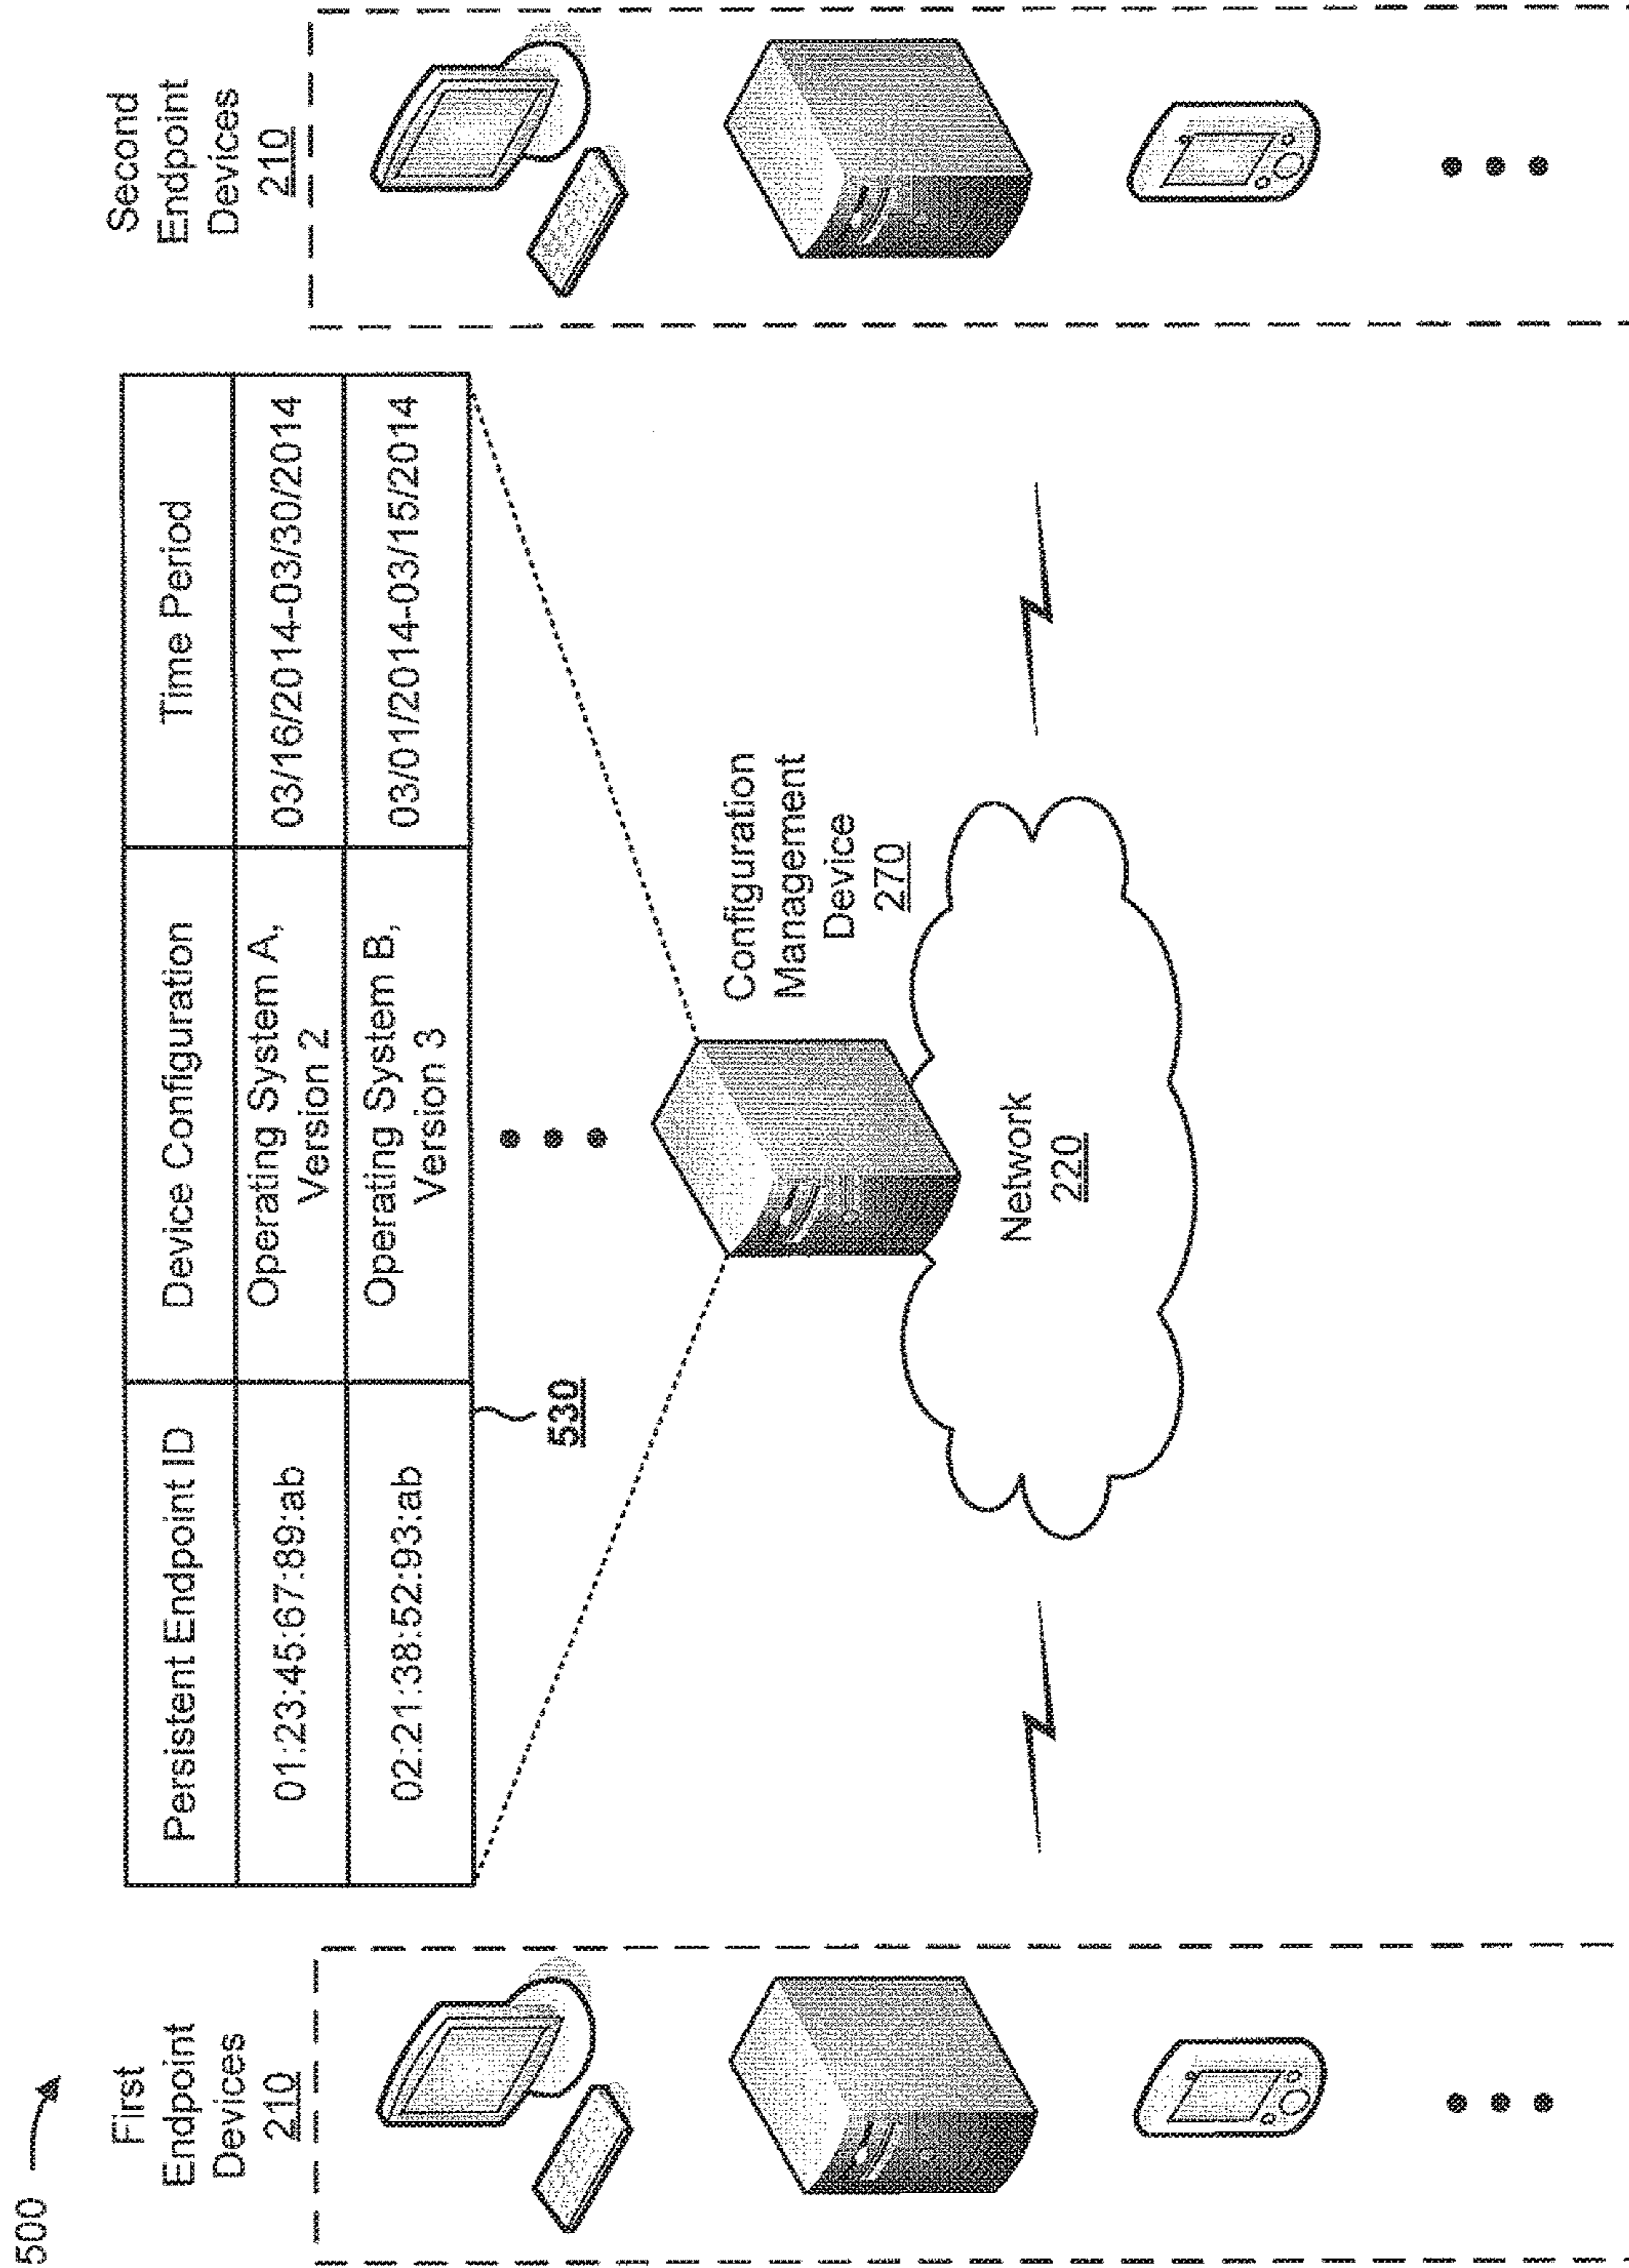 500
First
Endpoint
Devices
210
Persistent Endpoint ID
Device Configuration
Time Period
01:23:45:67:89:ab
Operating System A,
Version 2
03/16/2014-03/30/2014
02:21:38:52:93:ab
Operating System B,
Version 3
03/01/2014-03/15/2014
530
Configuration
Management
Device
270
Network
220
Second
Endpoint
Devices
210